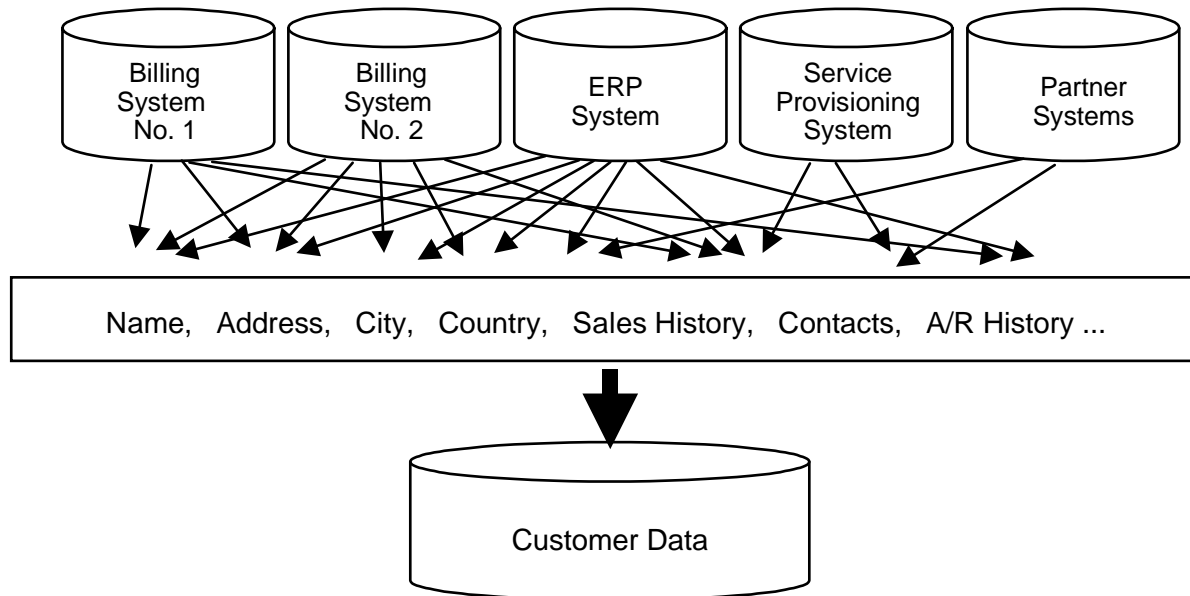 Billing
System
No. 1
Billing
System
No. 2
ERP
System
Service
Provisioning
System
Partner
Systems
Name, Address, City, Country, Sales History, Contacts, A/R History ...
Customer Data